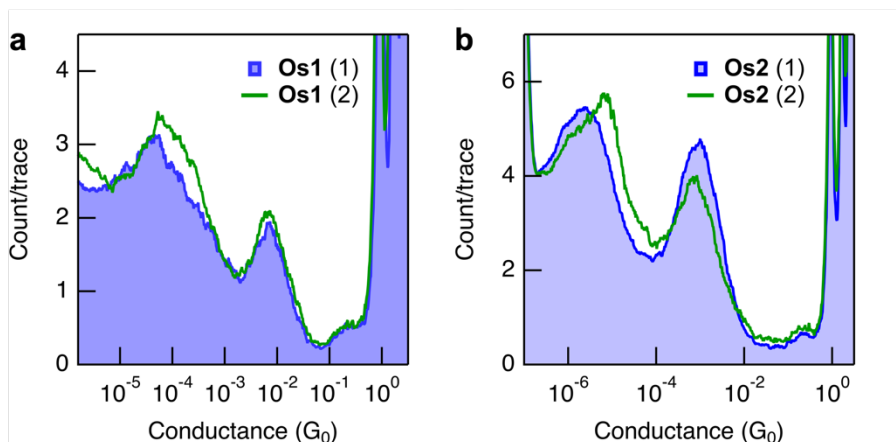 a
Os1 (1)
Os1 (2)
Count/trace
4
3
2
1
0
10⁻⁵ 10⁻⁴ 10⁻³ 10⁻² 10⁻¹ 10⁰
Conductance (G₀)
b
Os2 (1)
Os2 (2)
Count/trace
6
4
2
0
10⁻⁶ 10⁻⁴ 10⁻² 10⁰
Conductance (G₀)